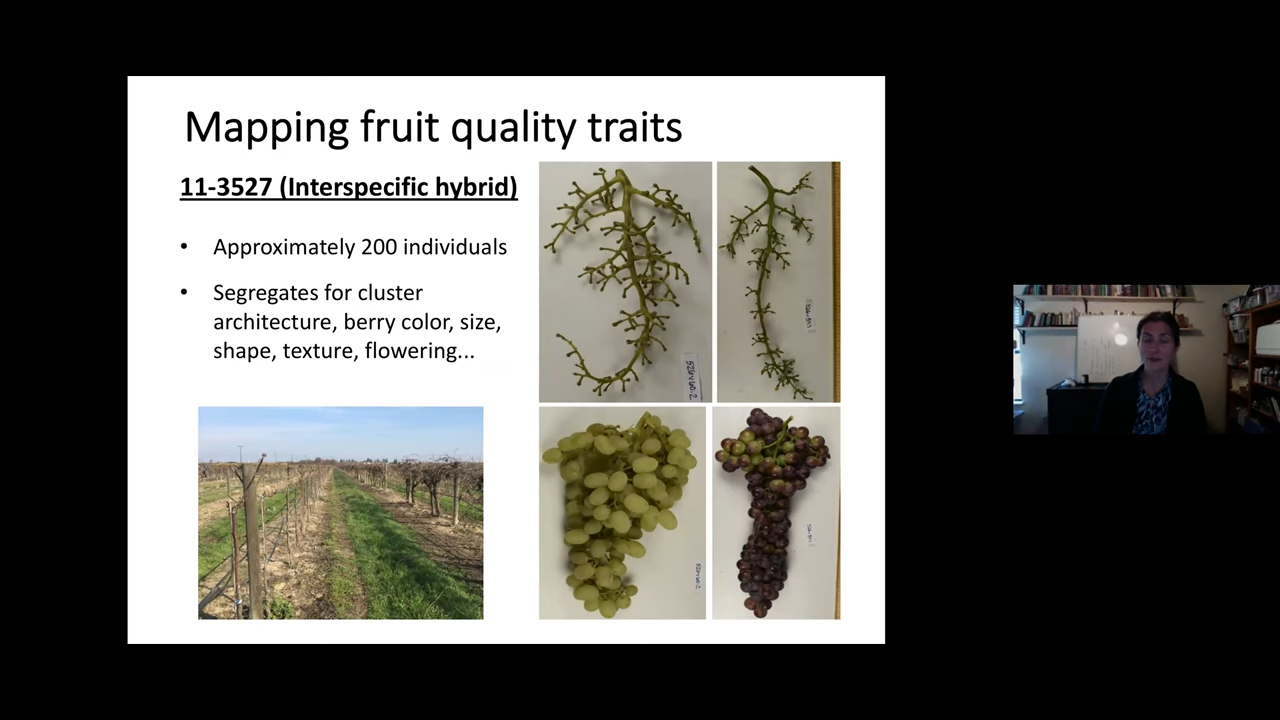 Mapping fruit quality traits
11-3527 (Interspecific hybrid)
• Approximately 200 individuals
• Segregates for cluster
architecture, berry color, size,
shape, texture, flowering...